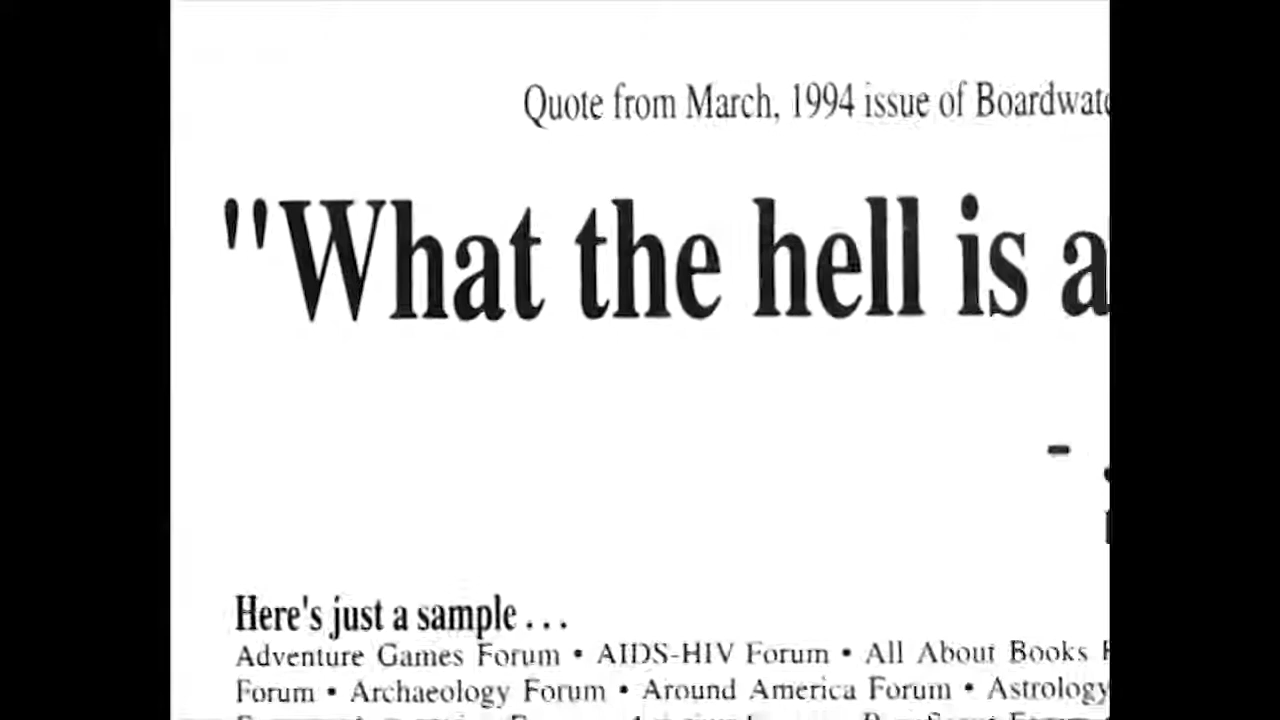 Quote from March, 1994 issue of Boardwatc
"What the hell is a
-
Here's just a sample . . .
Adventure Games Forum • AIDS-HIV Forum • All About Books
Forum • Archaeology Forum • Around America Forum • Astrology